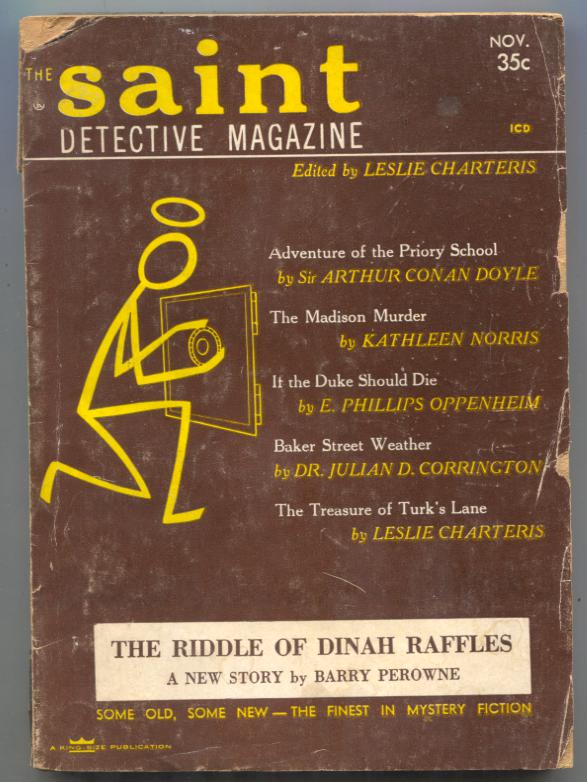 THE saint
DETECTIVE MAGAZINE
NOV.
35c
ICD
Edited by LESLIE CHARTERIS
Adventure of the Priory School
by Sir ARTHUR CONAN DOYLE
The Madison Murder
by KATHLEEN NORRIS
If the Duke Should Die
by E. PHILLIPS OPPENHEIM
Baker Street Weather
by DR. JULIAN D. CORRINGTON
The Treasure of Turk's Lane
by LESLIE CHARTERIS
THE RIDDLE OF DINAH RAFFLES
A NEW STORY by BARRY PEROWNE
SOME OLD, SOME NEW — THE FINEST IN MYSTERY FICTION
A KING SIZE PUBLICATION